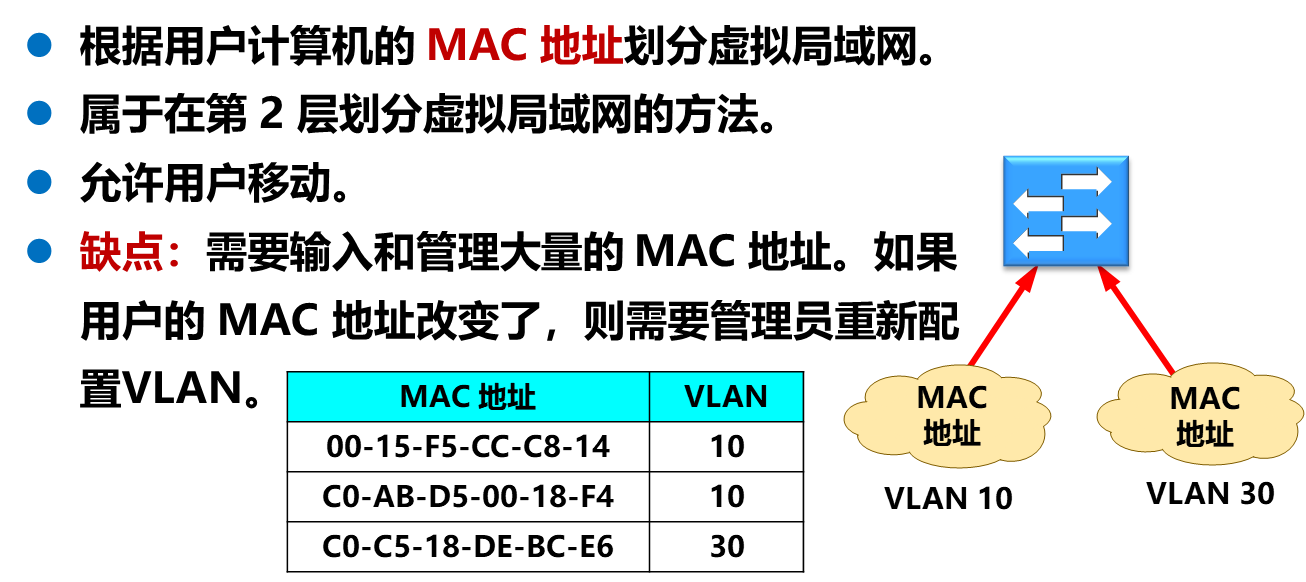 根据用户计算机的 MAC 地址划分虚拟局域网。
属于在第 2 层划分虚拟局域网的方法。
允许用户移动。
缺点：需要输入和管理大量的 MAC 地址。如果
用户的 MAC 地址改变了，则需要管理员重新配
置VLAN。
MAC 地址 VLAN
00-15-F5-CC-C8-14 10
C0-AB-D5-00-18-F4 10
C0-C5-18-DE-BC-E6 30
MAC
地址
VLAN 10
MAC
地址
VLAN 30